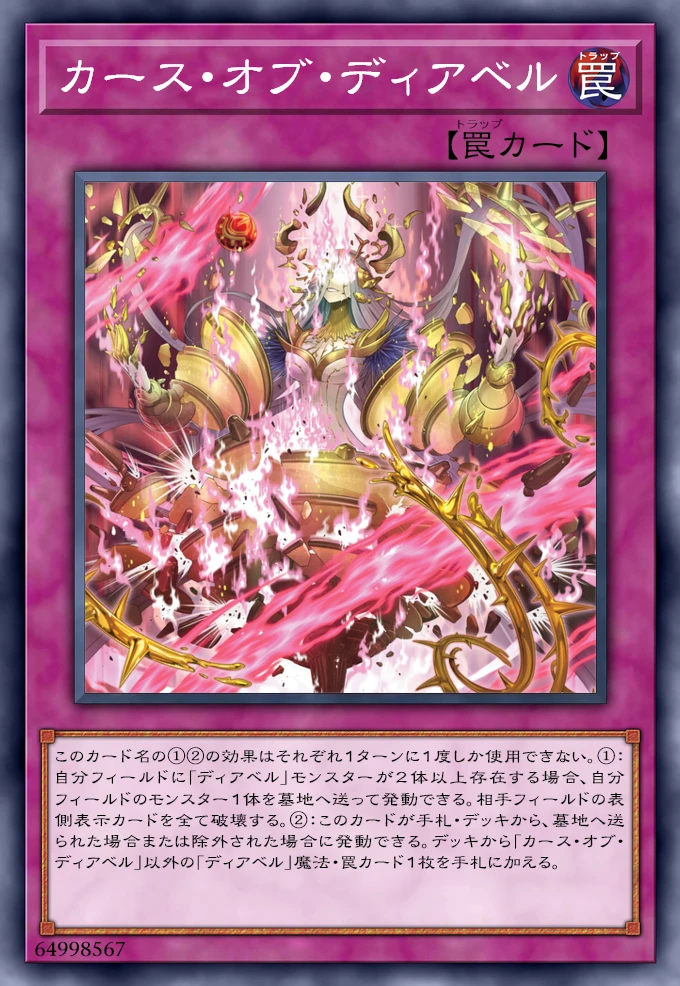 カース・オブ・ディアベル
トラップ
罠
トラップ
【罠カード】
このカード名の①②の効果はそれぞれ1ターンに1度しか使用できない。①：
自分フィールドに「ディアベル」モンスターが2体以上存在する場合、自分
フィールドのモンスター1体を墓地へ送って発動できる。相手フィールドの表
側表示カードを全て破壊する。②：このカードが手札・デッキから、墓地へ送
られた場合または除外された場合に発動できる。デッキから「カース・オブ・
ディアベル」以外の「ディアベル」魔法・罠カード1枚を手札に加える。
64998567